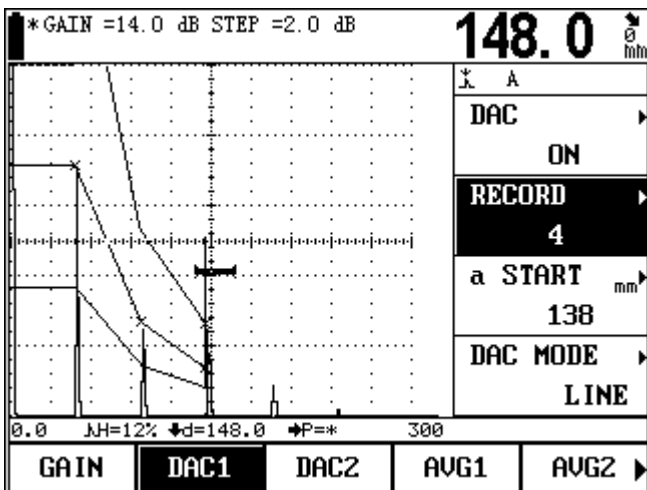 *GAIN =14.0 dB STEP =2.0 dB
148.0 mm
A
DAC
ON
RECORD
4
a START mm
138
DAC MODE
LINE
0.0 H=12% d=148.0 P=* 300
GAIN DAC1 DAC2 AVG1 AVG2